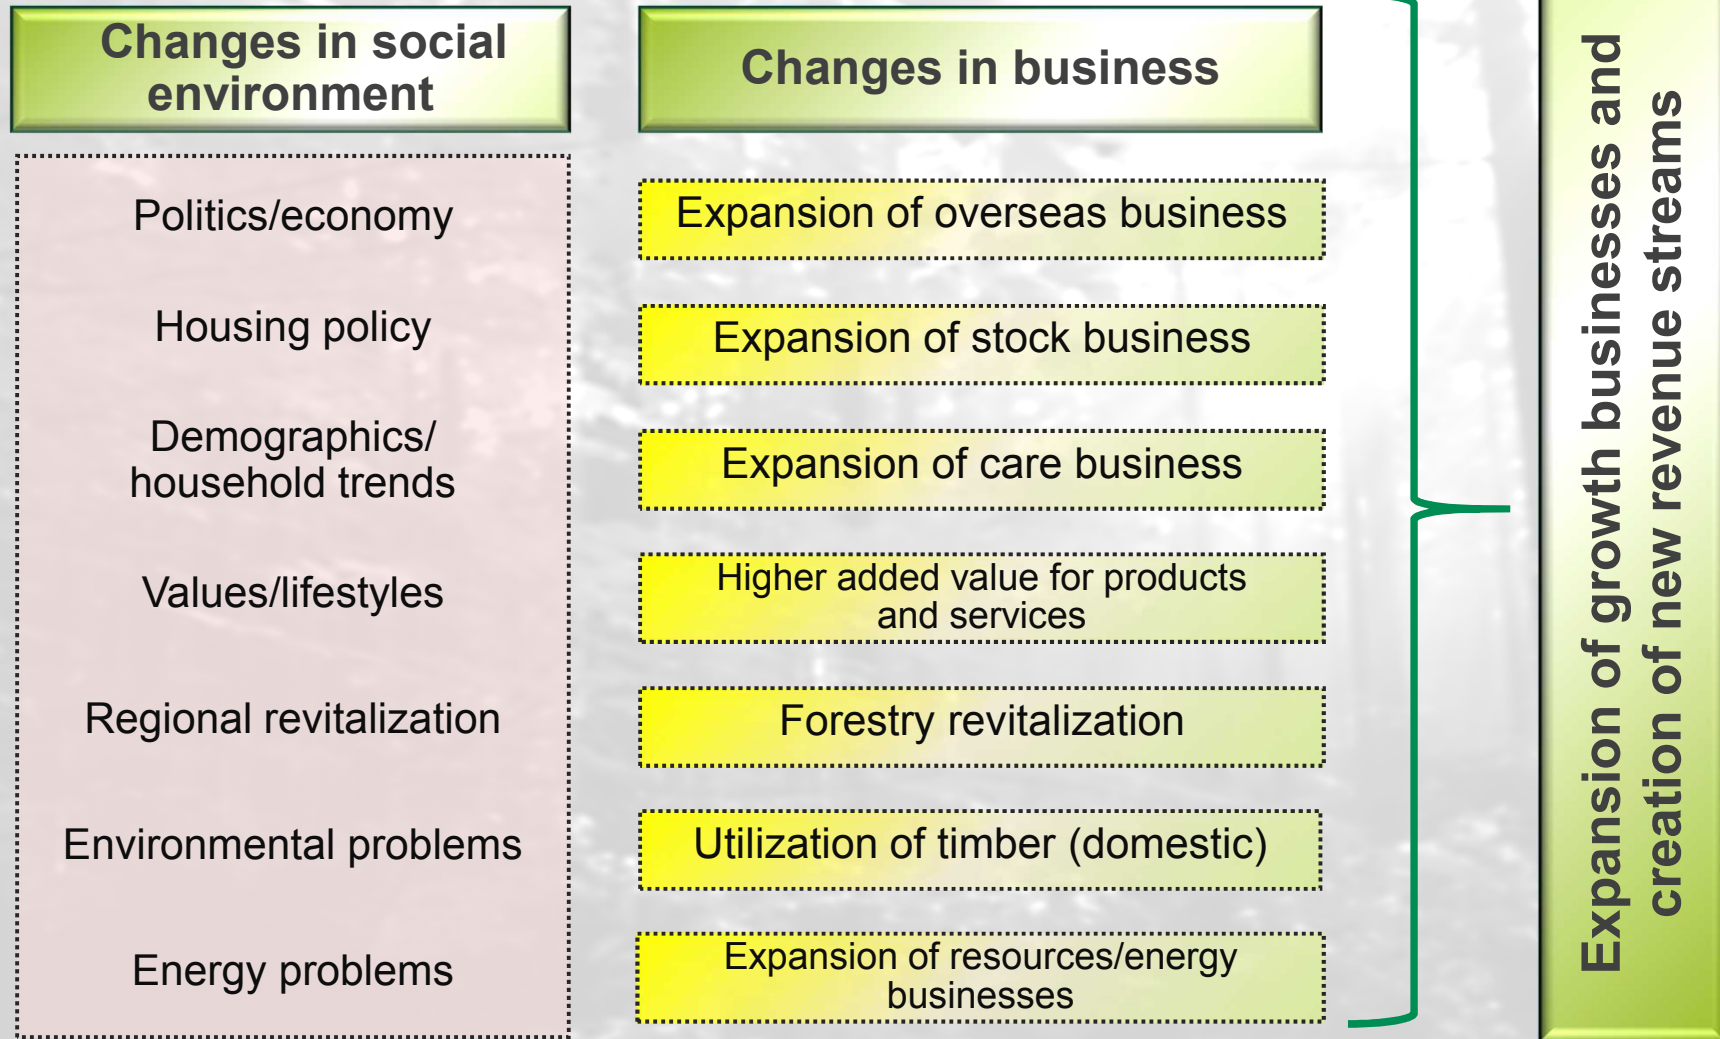 Changes in social
environment
Changes in business
Politics/economy
Expansion of overseas business
Housing policy
Expansion of stock business
Demographics/
household trends
Expansion of care business
Values/lifestyles
Higher added value for products
and services
Regional revitalization
Forestry revitalization
Environmental problems
Utilization of timber (domestic)
Energy problems
Expansion of resources/energy
businesses
Expansion of growth businesses and
creation of new revenue streams